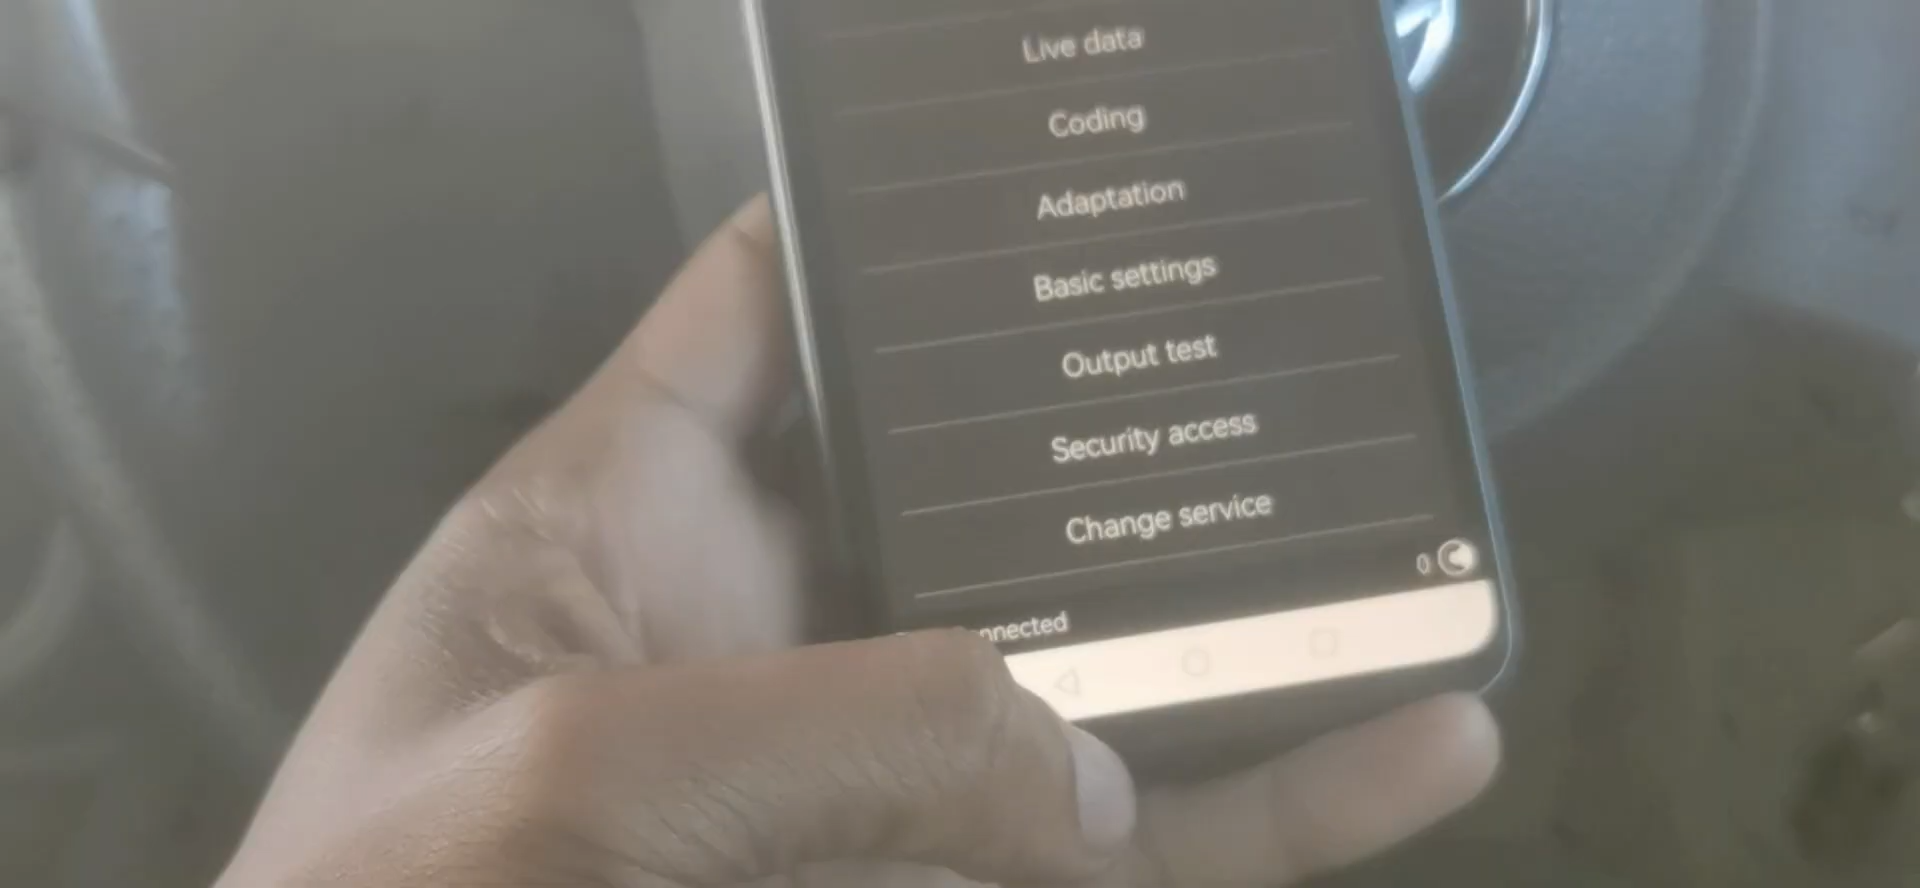 Live data
Coding
Adaptation
Basic settings
Output test
Security access
Change service
0